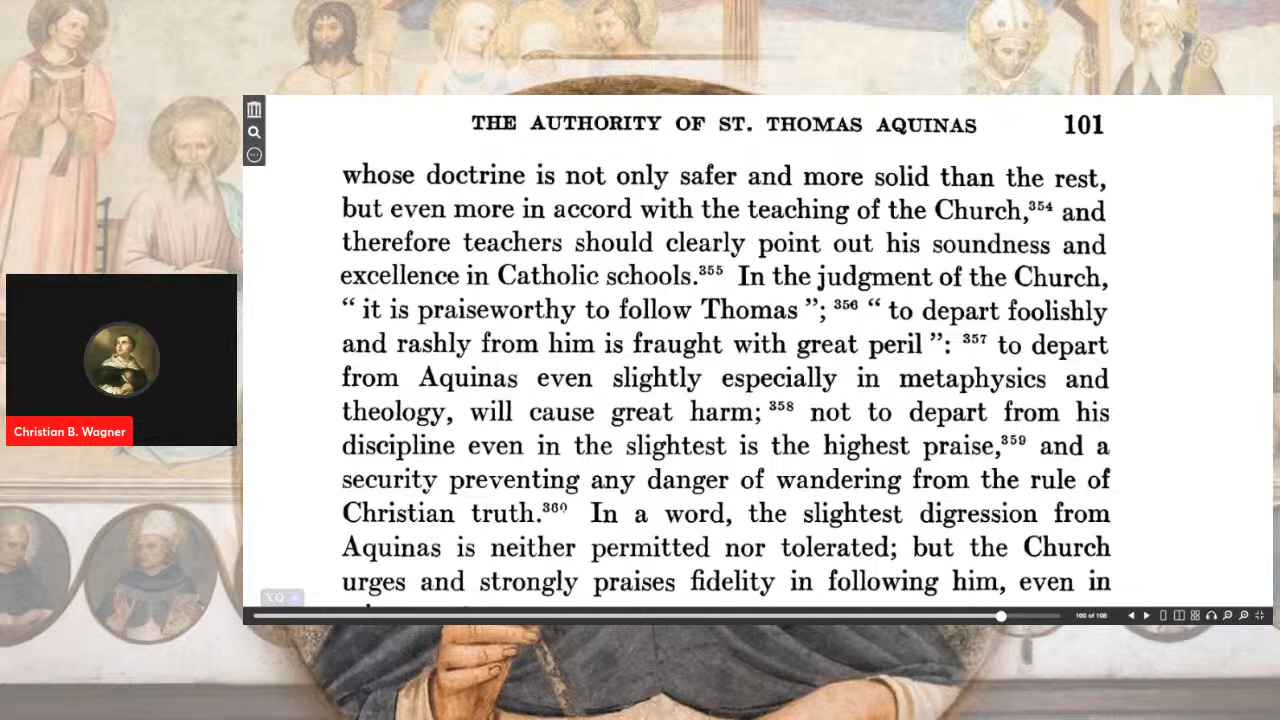 THE AUTHORITY OF ST. THOMAS AQUINAS 101
whose doctrine is not only safer and more solid than the rest,
but even more in accord with the teaching of the Church,³⁵⁴ and
therefore teachers should clearly point out his soundness and
excellence in Catholic schools.³⁵⁵ In the judgment of the Church,
“ it is praiseworthy to follow Thomas ”; ³⁵⁶ “ to depart foolishly
and rashly from him is fraught with great peril ”: ³⁵⁷ to depart
from Aquinas even slightly especially in metaphysics and
theology, will cause great harm; ³⁵⁸ not to depart from his
discipline even in the slightest is the highest praise,³⁵⁹ and a
security preventing any danger of wandering from the rule of
Christian truth.³⁶⁰ In a word, the slightest digression from
Aquinas is neither permitted nor tolerated; but the Church
urges and strongly praises fidelity in following him, even in
Christian B. Wagner
100 of 108